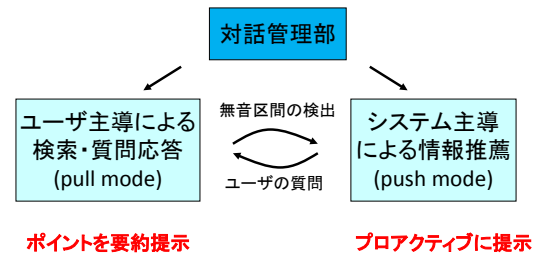 対話管理部
ユーザ主導による
検索・質問応答
(pull mode)
無音区間の検出
ユーザの質問
システム主導
による情報推薦
(push mode)
ポイントを要約提示
プロアクティブに提示